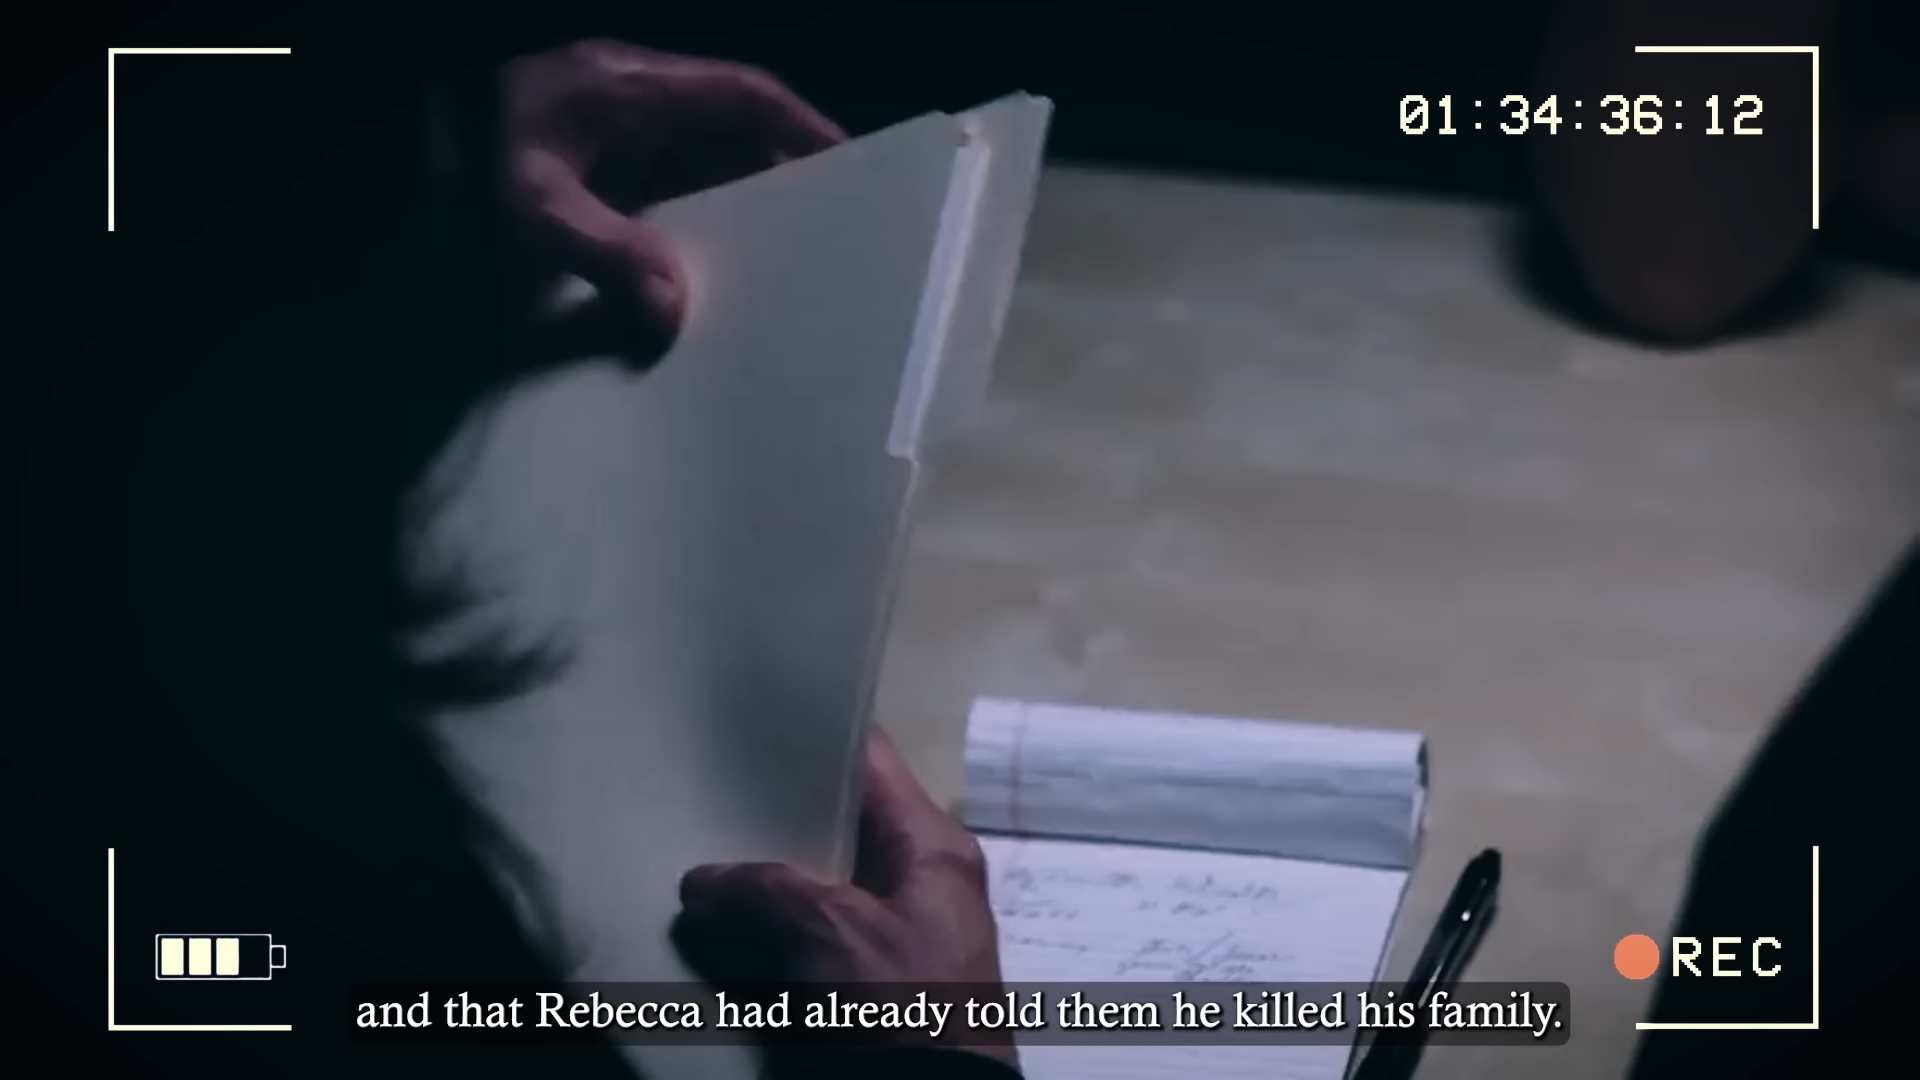 01:34:36:12
REC
and that Rebecca had already told them he killed his family.